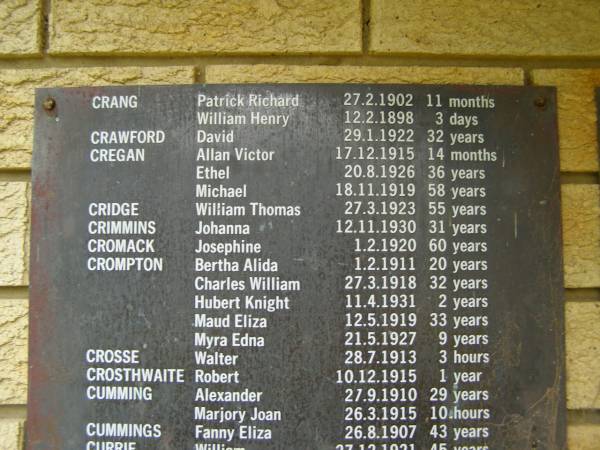 CRANG Patrick Richard 27.2.1902 11 months
William Henry 12.2.1898 3 days
CRAWFORD David 29.1.1922 32 years
CREGAN Allan Victor 17.12.1915 14 months
Ethel 20.8.1926 36 years
Michael 18.11.1919 58 years
CRIDGE William Thomas 27.3.1923 55 years
CRIMMINS Johanna 12.11.1930 31 years
CROMACK Josephine 1.2.1920 60 years
CROMPTON Bertha Alida 1.2.1911 20 years
Charles William 27.3.1918 32 years
Hubert Knight 11.4.1931 2 years
Maud Eliza 12.5.1919 33 years
Myra Edna 21.5.1927 9 years
CROSSE Walter 28.7.1913 3 hours
CROSTHWAITE Robert 10.12.1915 1 year
CUMMING Alexander 27.9.1910 29 years
Marjory Joan 26.3.1915 10 hours
CUMMINGS Fanny Eliza 26.8.1907 43 years
CURRIE William 27.12.1921 45 years